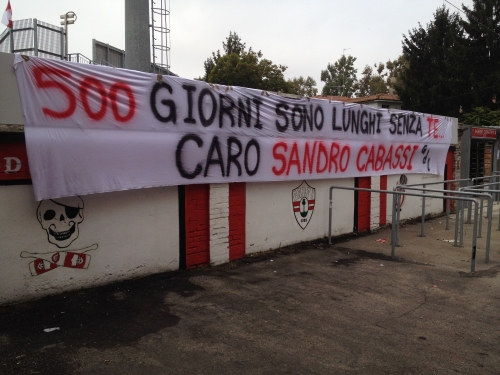 500 GIORNI SONO LUNGHI SENZA TE...
CARO SANDRO CABASSI
D